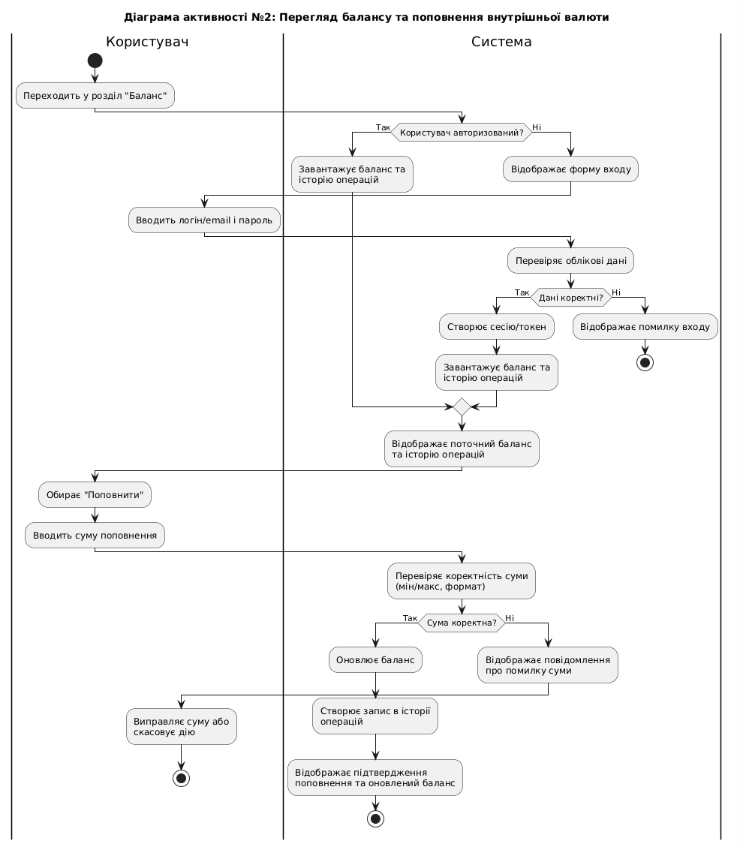 Діаграма активності №2: Перегляд балансу та поповнення внутрішньої валюти
Користувач
Система
Переходить у розділ "Баланс"
Користувач авторизований?
Так
Ні
Завантажує баланс та
історію операцій
Відображає форму входу
Вводить логін/email і пароль
Перевіряє облікові дані
Дані коректні?
Так
Ні
Створює сесію/токен
Відображає помилку входу
Завантажує баланс та
історію операцій
Відображає поточний баланс
та історію операцій
Обирає "Поповнити"
Вводить суму поповнення
Перевіряє коректність суми
(мін/макс, формат)
Сума коректна?
Так
Ні
Оновлює баланс
Відображає повідомлення
про помилку суми
Створює запис в історії
операцій
Виправляє суму або
скасовує дію
Відображає підтвердження
поповнення та оновлений баланс